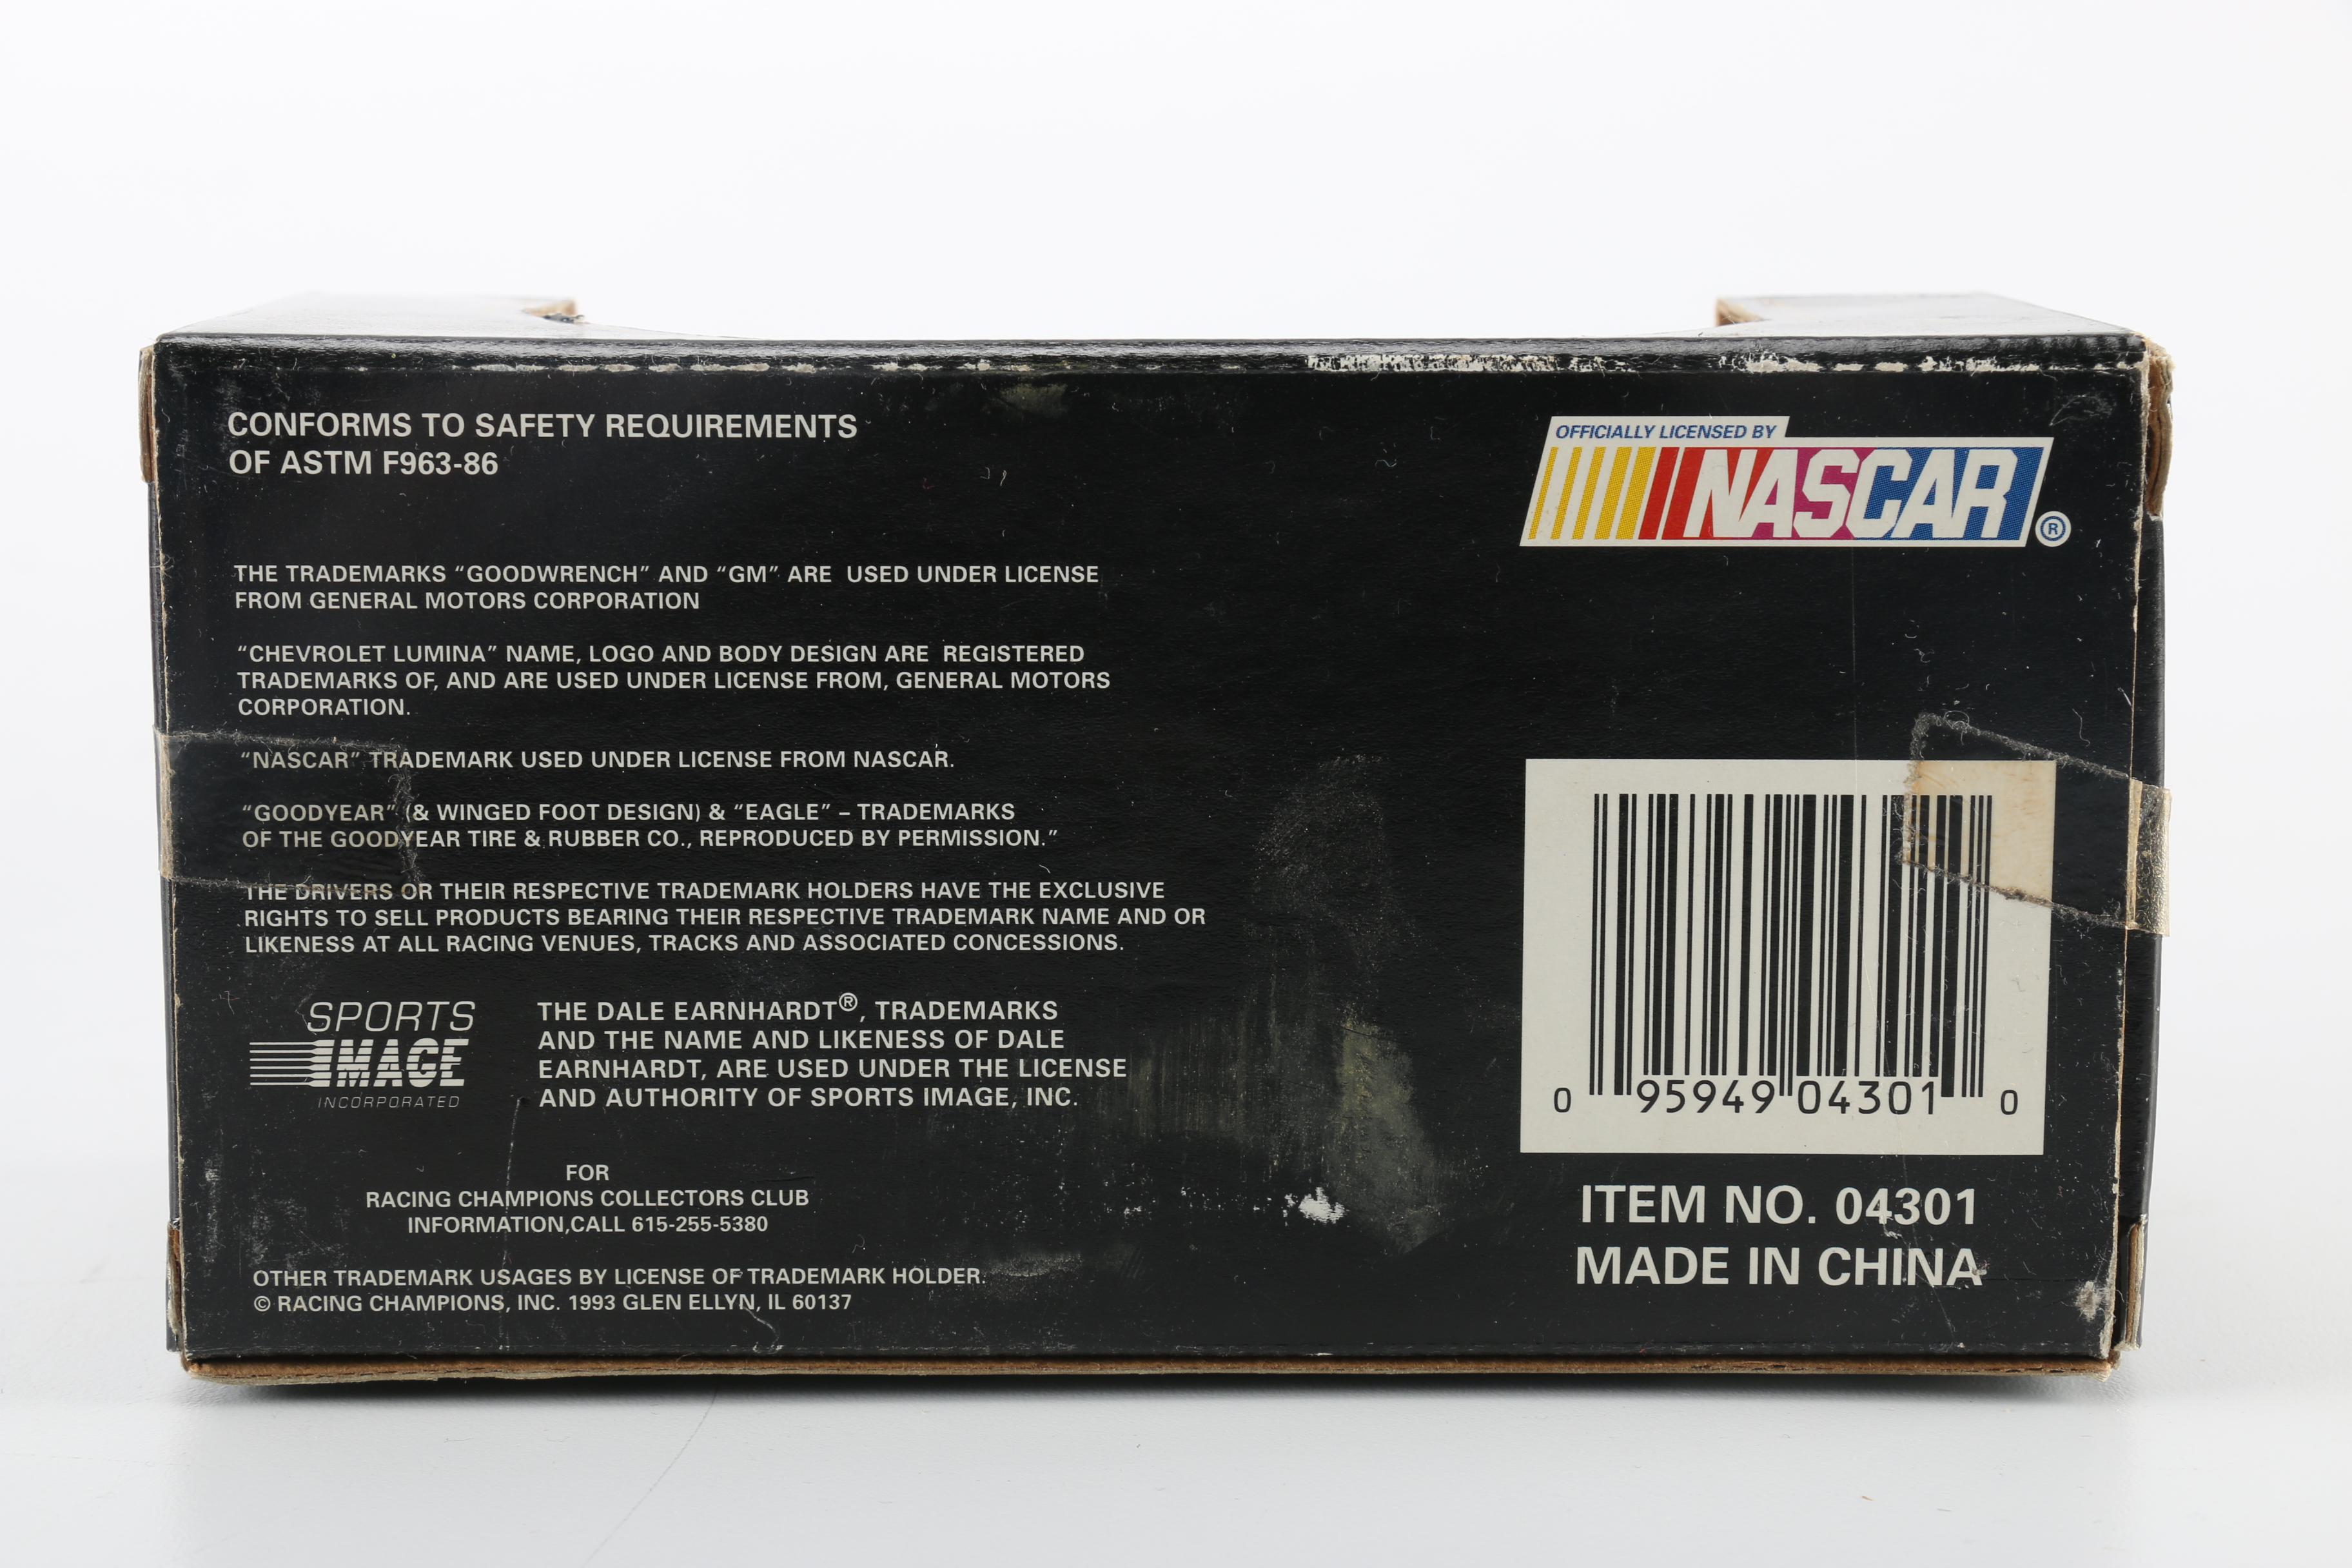 CONFORMS TO SAFETY REQUIREMENTS
OF ASTM F963-86
THE TRADEMARKS “GOODWRENCH” AND “GM” ARE USED UNDER LICENSE
FROM GENERAL MOTORS CORPORATION
“CHEVROLET LUMINA” NAME, LOGO AND BODY DESIGN ARE REGISTERED
TRADEMARKS OF, AND ARE USED UNDER LICENSE FROM, GENERAL MOTORS
CORPORATION.
“NASCAR” TRADEMARK USED UNDER LICENSE FROM NASCAR.
“GOODYEAR” (& WINGED FOOT DESIGN) & “EAGLE” – TRADEMARKS
OF THE GOODYEAR TIRE & RUBBER CO., REPRODUCED BY PERMISSION.”
THE DRIVERS OR THEIR RESPECTIVE TRADEMARK HOLDERS HAVE THE EXCLUSIVE
RIGHTS TO SELL PRODUCTS BEARING THEIR RESPECTIVE TRADEMARK NAME AND OR
LIKENESS AT ALL RACING VENUES, TRACKS AND ASSOCIATED CONCESSIONS.
SPORTS
IMAGE
INCORPORATED
THE DALE EARNHARDT®, TRADEMARKS
AND THE NAME AND LIKENESS OF DALE
EARNHARDT, ARE USED UNDER THE LICENSE
AND AUTHORITY OF SPORTS IMAGE, INC.
FOR
RACING CHAMPIONS COLLECTORS CLUB
INFORMATION,CALL 615-255-5380
OTHER TRADEMARK USAGES BY LICENSE OF TRADEMARK HOLDER.
© RACING CHAMPIONS, INC. 1993 GLEN ELLYN, IL 60137
OFFICIALLY LICENSED BY
NASCAR®
0 95949 04301 0
ITEM NO. 04301
MADE IN CHINA